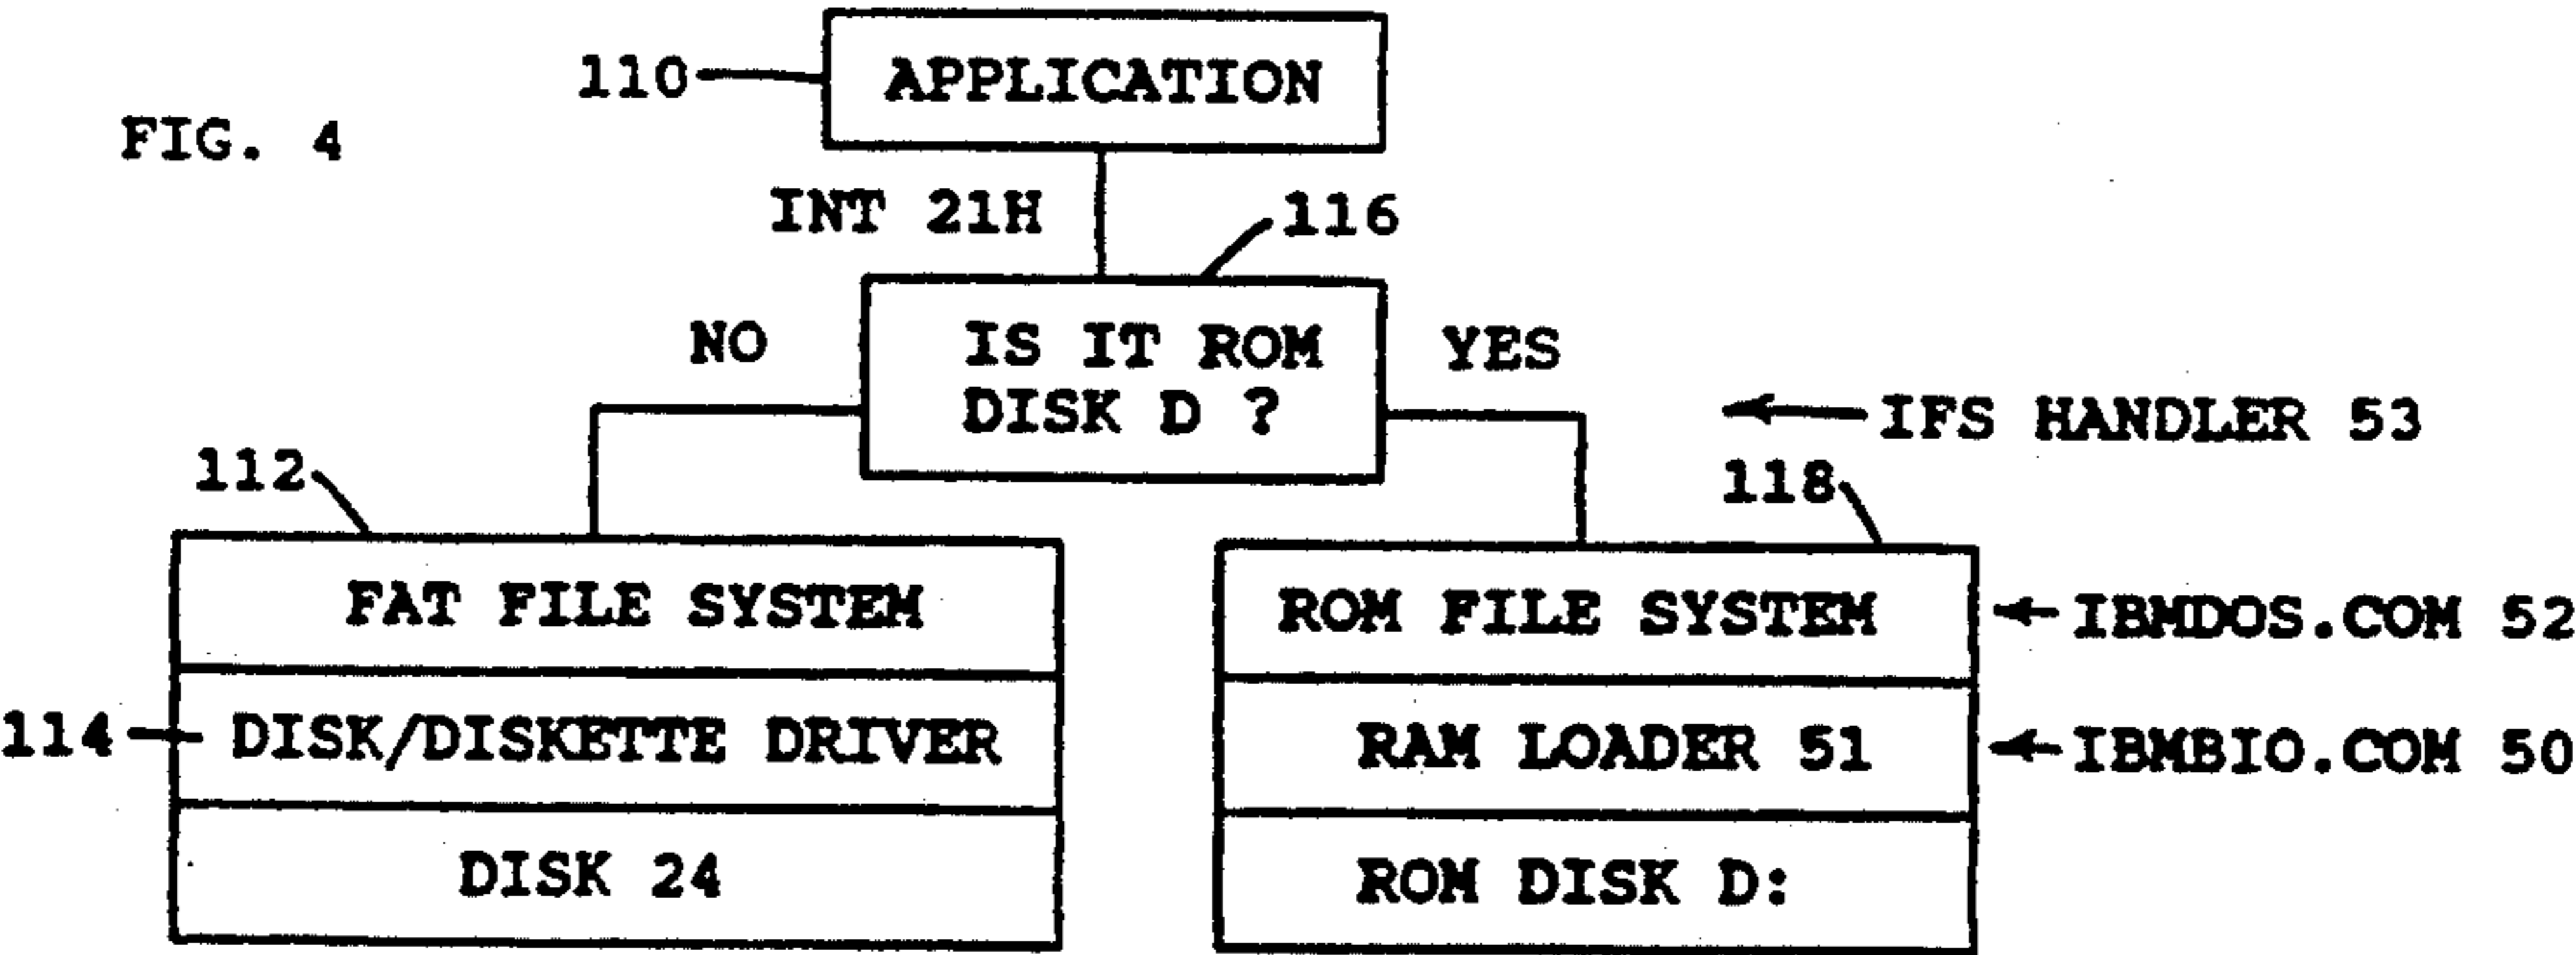 110
APPLICATION
FIG. 4
INT 21H
116
NO
IS IT ROM
DISK D ?
YES
IFS HANDLER 53
112
118
FAT FILE SYSTEM
ROM FILE SYSTEM
IBMDOS.COM 52
114
DISK/DISKETTE DRIVER
RAM LOADER 51
IBMBIO.COM 50
DISK 24
ROM DISK D: